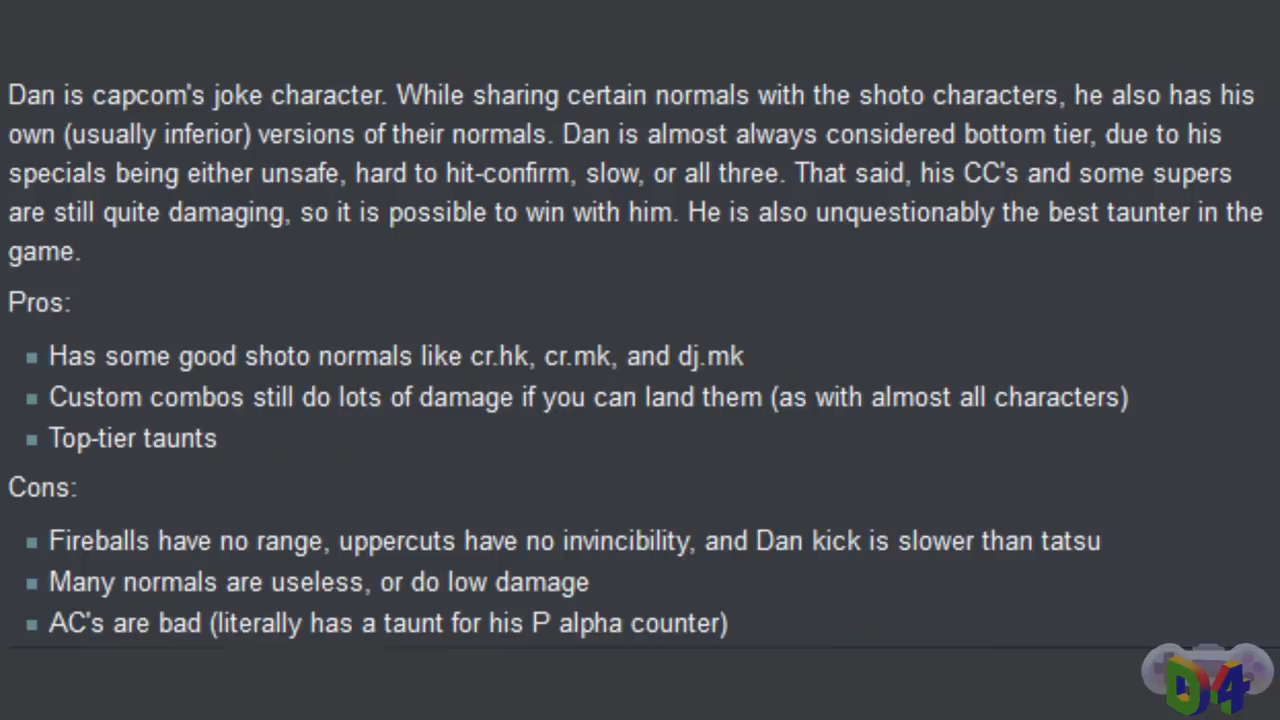 Dan is capcom's joke character. While sharing certain normals with the shoto characters, he also has his
own (usually inferior) versions of their normals. Dan is almost always considered bottom tier, due to his
specials being either unsafe, hard to hit-confirm, slow, or all three. That said, his CC's and some supers
are still quite damaging, so it is possible to win with him. He is also unquestionably the best taunter in the
game.
Pros:
Has some good shoto normals like cr.hk, cr.mk, and dj.mk
Custom combos still do lots of damage if you can land them (as with almost all characters)
Top-tier taunts
Cons:
Fireballs have no range, uppercuts have no invincibility, and Dan kick is slower than tatsu
Many normals are useless, or do low damage
AC's are bad (literally has a taunt for his P alpha counter)
D4